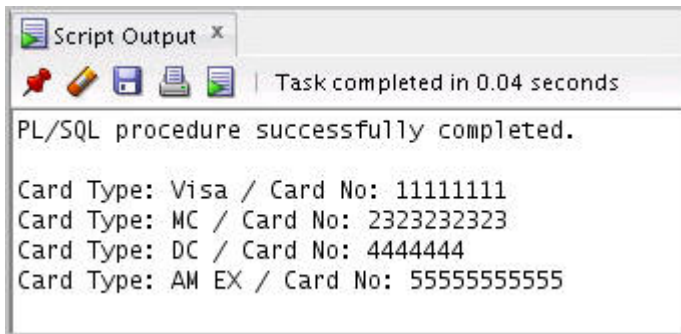 Script Output x
Task completed in 0.04 seconds
PL/SQL procedure successfully completed.
Card Type: Visa / Card No: 11111111
Card Type: MC / Card No: 2323232323
Card Type: DC / Card No: 4444444
Card Type: AM EX / Card No: 55555555555